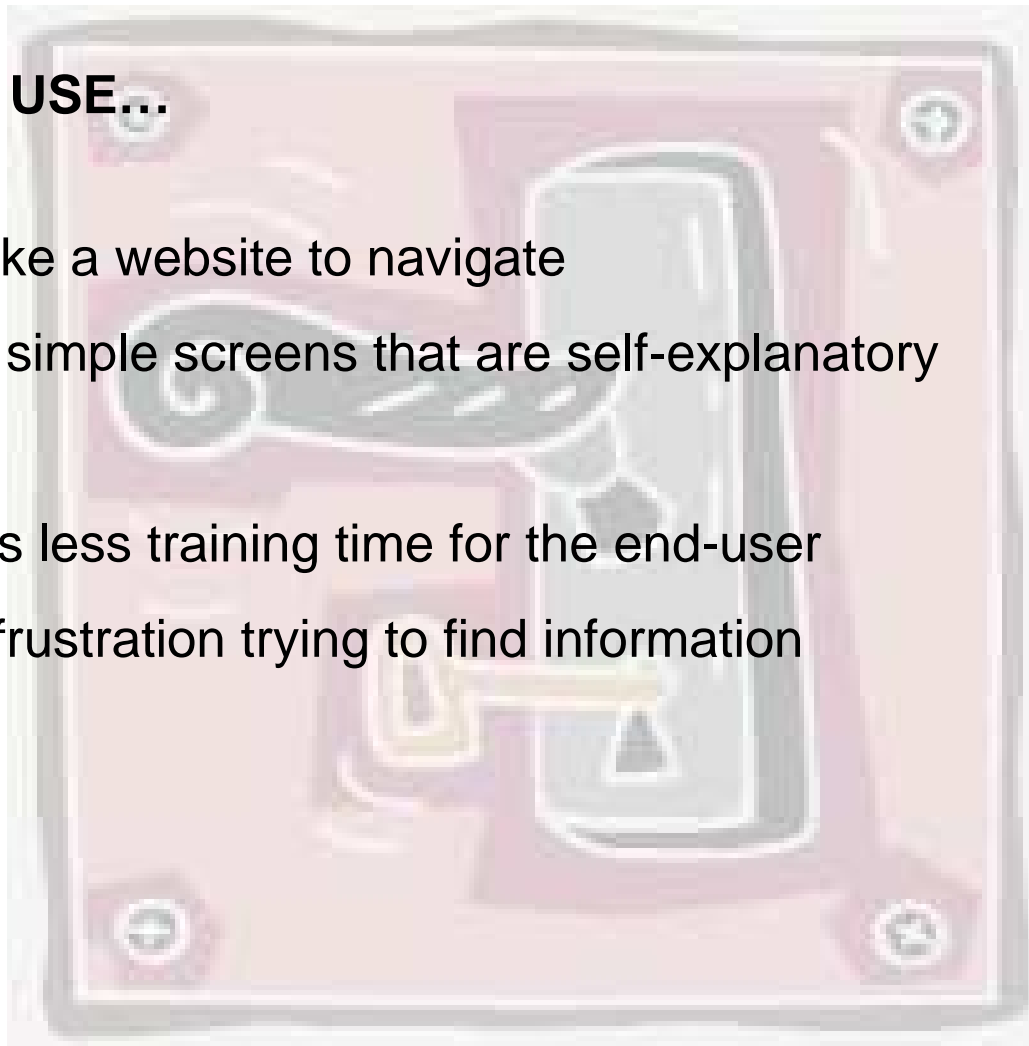 USE…
ke a website to navigate
simple screens that are self-explanatory
s less training time for the end-user
frustration trying to find information